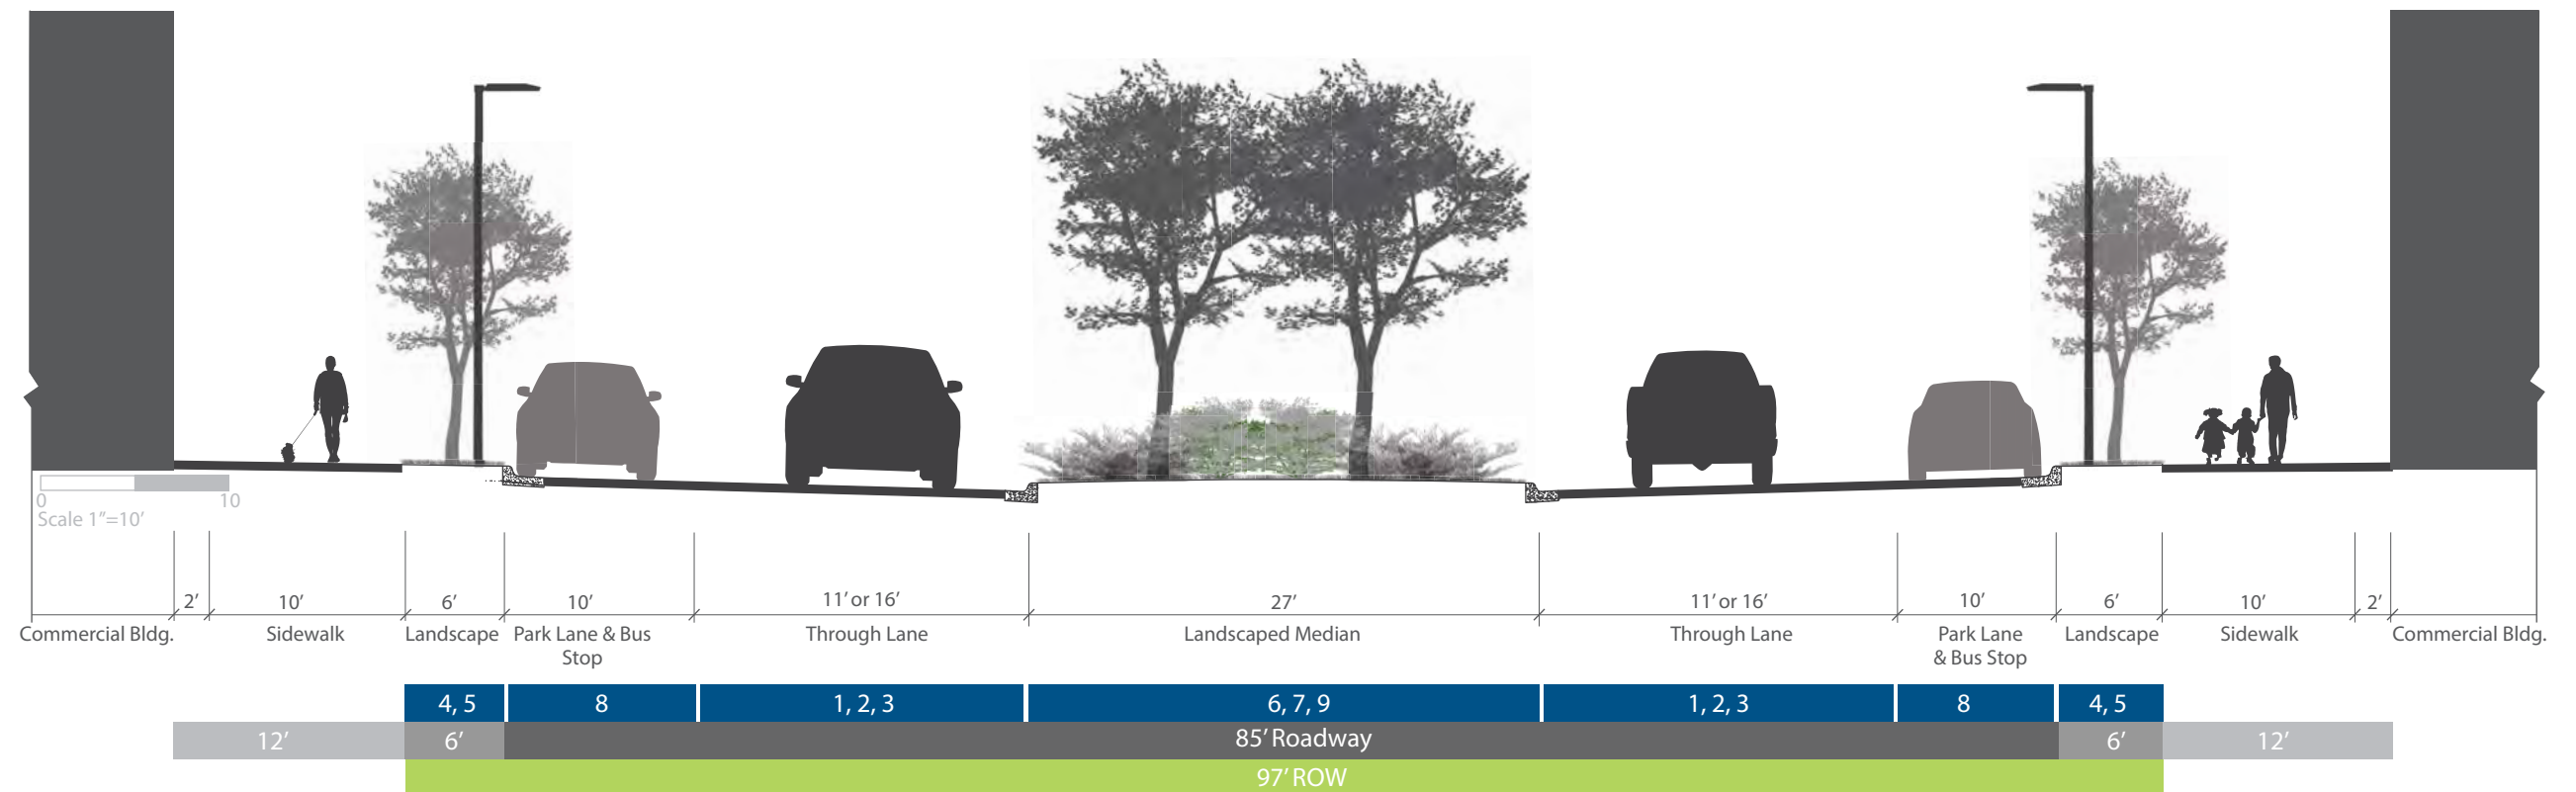 0 10
Scale 1”=10’
2’ 10’ 6’ 10’ 11’ or 16’ 27’ 11’ or 16’ 10’ 6’ 10’ 2’
Commercial Bldg. Sidewalk Landscape Park Lane & Bus Through Lane Landscaped Median Through Lane Park Lane Landscape Sidewalk Commercial Bldg.
Stop & Bus Stop
4, 5 8 1, 2, 3 6, 7, 9 1, 2, 3 8 4, 5
12’ 6’ 85’ Roadway 6’ 12’
97’ ROW